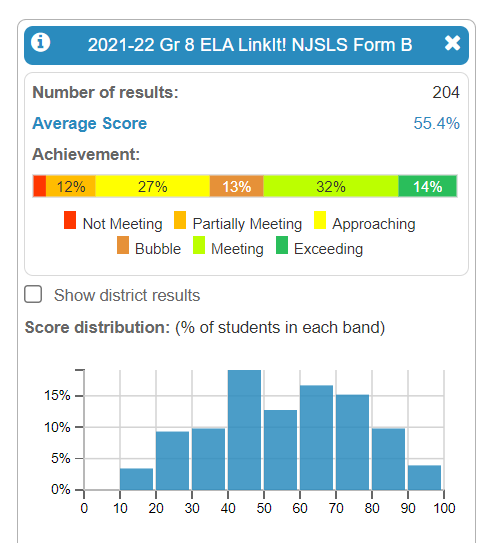 2021-22 Gr 8 ELA LinkIt! NJSLS Form B
Number of results: 204
Average Score 55.4%
Achievement:
12% 27% 13% 32% 14%
Not Meeting Partially Meeting Approaching
Bubble Meeting Exceeding
Show district results
Score distribution: (% of students in each band)
15%
10%
5%
0%
0 10 20 30 40 50 60 70 80 90 100